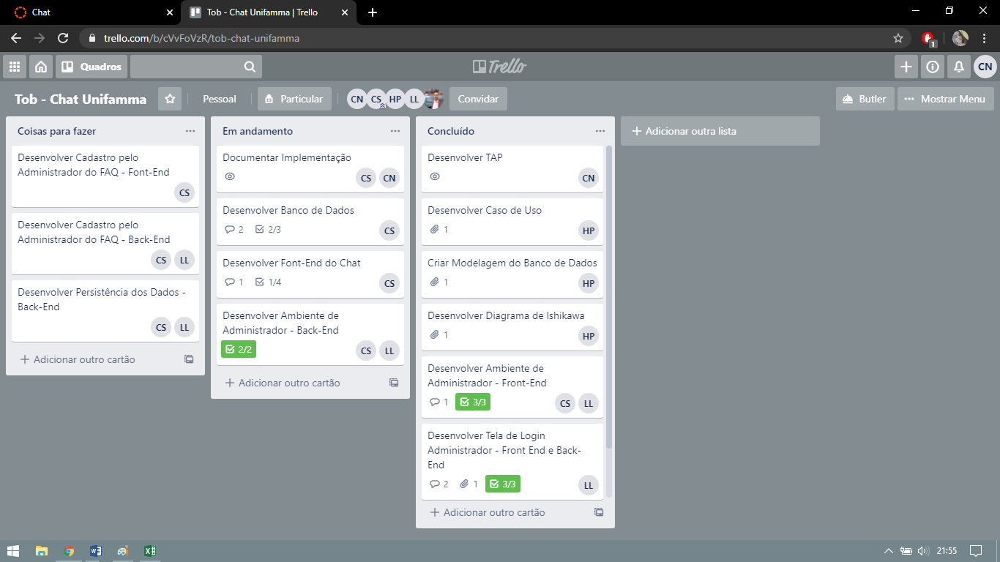 Chat
Tob - Chat Unifamma | Trello
trello.com/b/cVvFoVzR/tob-chat-unifamma
1
Quadros
Trello
CN
Tob - Chat Unifamma
Pessoal
Particular
CN CS HP LL
Convidar
Butler
Mostrar Menu
Coisas para fazer
Desenvolver Cadastro pelo
Administrador do FAQ - Font-End
CS
Desenvolver Cadastro pelo
Administrador do FAQ - Back-End
CS LL
Desenvolver Persistência dos Dados -
Back-End
CS LL
Adicionar outro cartão
Em andamento
Documentar Implementação
CS CN
Desenvolver Banco de Dados
2 2/3 CS
Desenvolver Font-End do Chat
1 1/4 CS
Desenvolver Ambiente de
Administrador - Back-End
2/2 CS LL
Adicionar outro cartão
Concluído
Desenvolver TAP
CN
Desenvolver Caso de Uso
1 HP
Criar Modelagem do Banco de Dados
1 HP
Desenvolver Diagrama de Ishikawa
1 HP
Desenvolver Ambiente de
Administrador - Front-End
1 3/3 CS LL
Desenvolver Tela de Login
Administrador - Front End e Back-
End
2 1 3/3 LL
Adicionar outro cartão
Adicionar outra lista
21:55